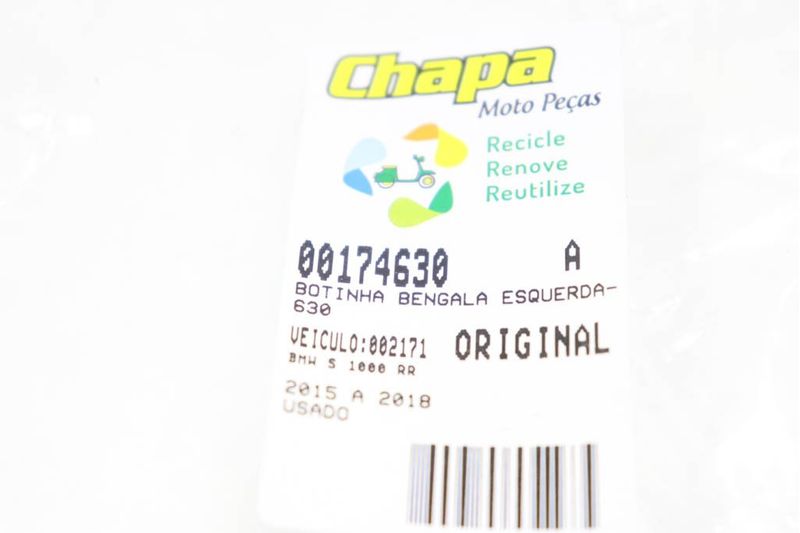 Chapa
Moto Peças
Recicle
Renove
Reutilize
00174630 A
BOTINHA BENGALA ESQUERDA-
630
VEICULO:002171 ORIGINAL
BMW S 1000 RR
2015 A 2018
USADO